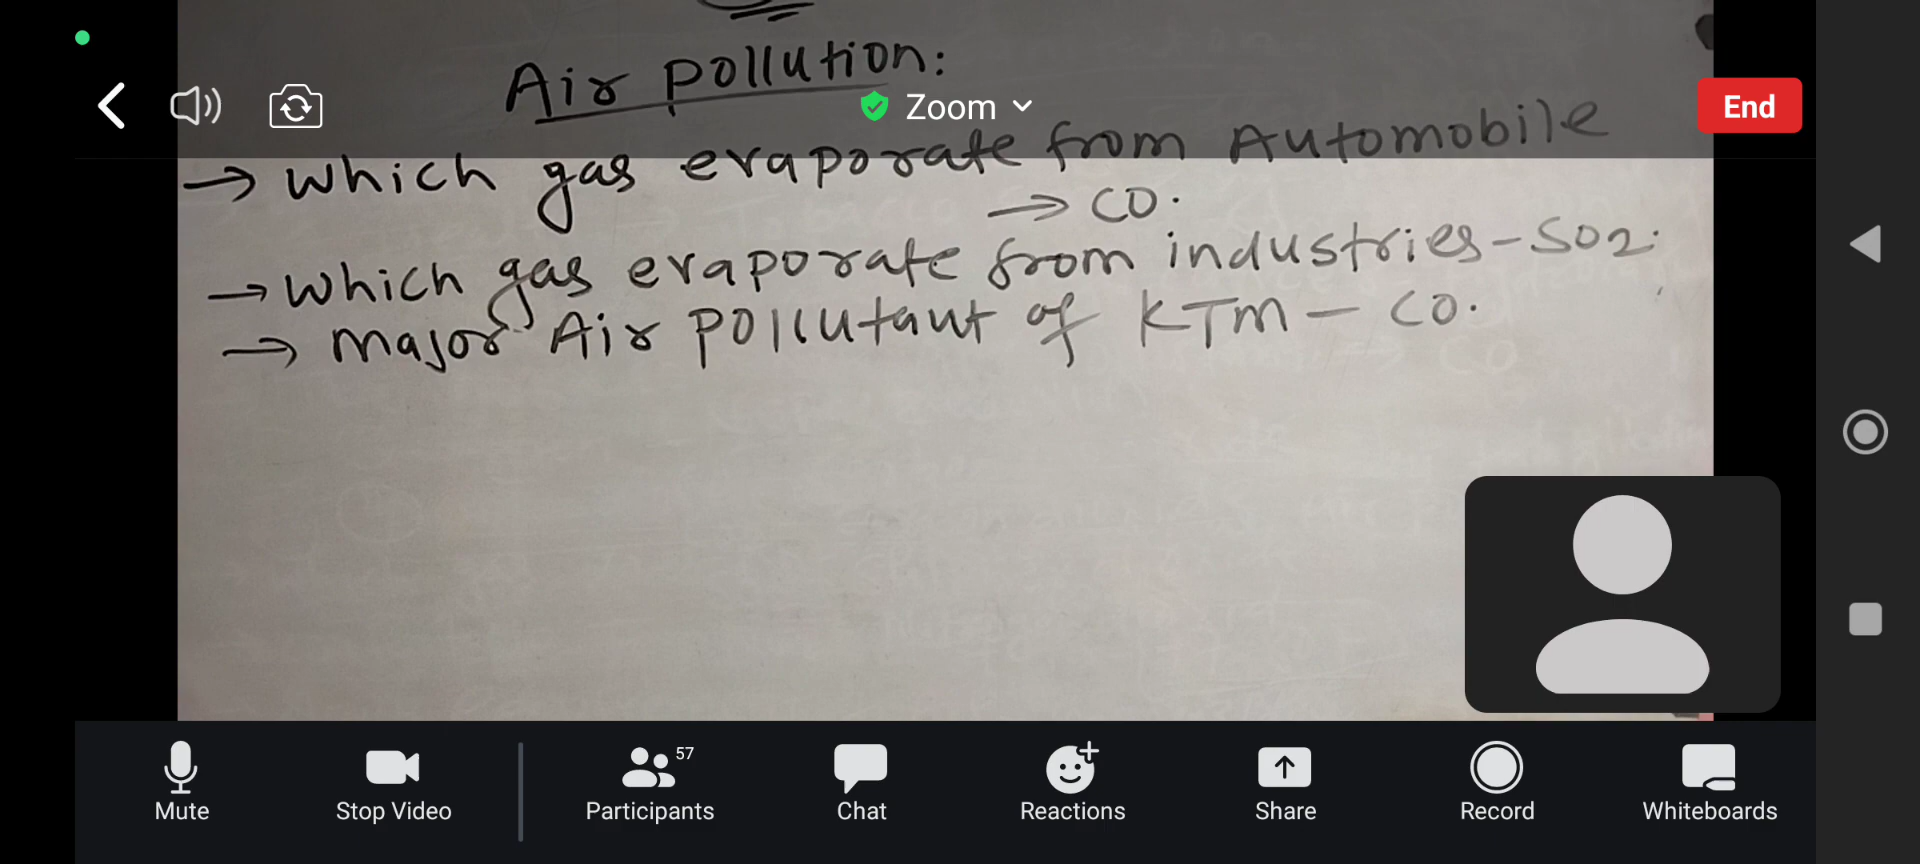 Air pollution:
Zoom
End
→ which gas evaporate from Automobile
→ CO.
→ which gas evaporate from industries - SO2.
→ major Air pollutant of KTM - CO.
57
Mute
Stop Video
Participants
Chat
Reactions
Share
Record
Whiteboards